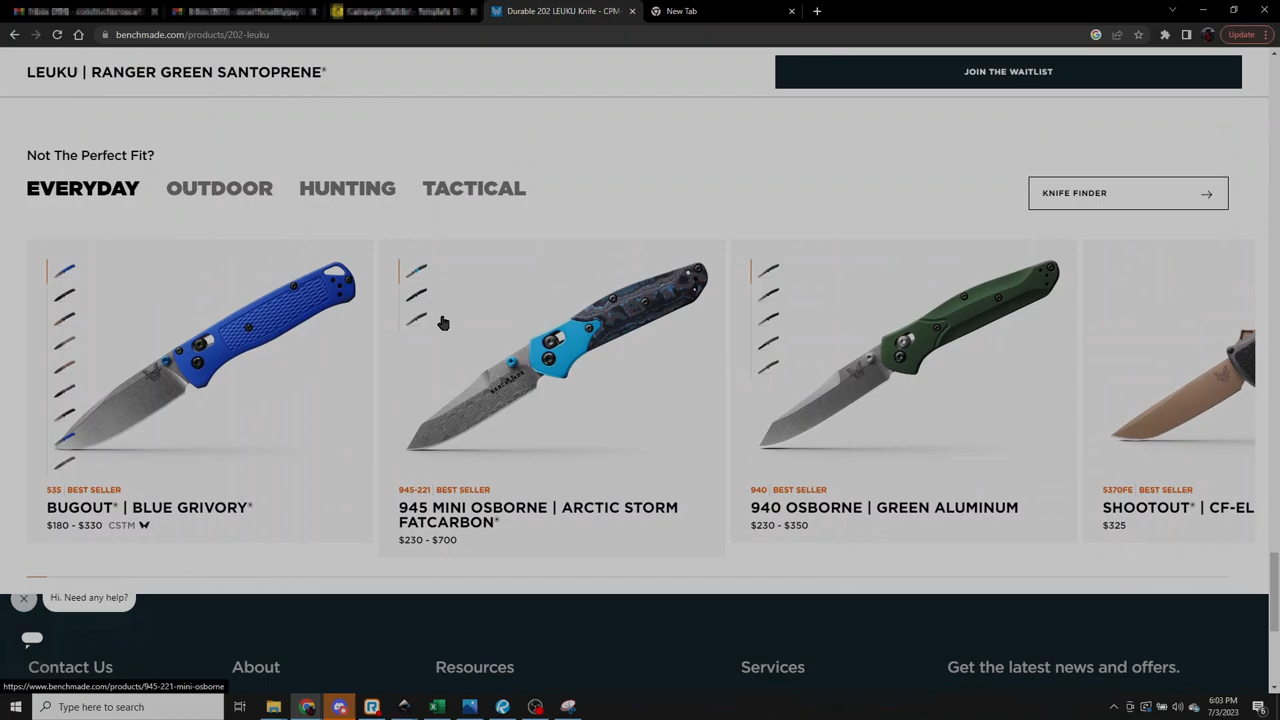 Durable 202 LEUKU Knife - CPM-
New Tab
benchmade.com/products/202-leuku
Update
LEUKU | RANGER GREEN SANTOPRENE®
JOIN THE WAITLIST
Not The Perfect Fit?
EVERYDAY
OUTDOOR
HUNTING
TACTICAL
KNIFE FINDER
BENCHMADE
535 | BEST SELLER
BUGOUT® | BLUE GRIVORY®
$180 - $330 CSTM
945-221 | BEST SELLER
945 MINI OSBORNE | ARCTIC STORM
FATCARBON®
$230 - $700
940 | BEST SELLER
940 OSBORNE | GREEN ALUMINUM
$230 - $350
5370FE | BEST SELLER
SHOOTOUT® | CF-EL
$325
Hi. Need any help?
Contact Us
About
Resources
Services
Get the latest news and offers.
https://www.benchmade.com/products/945-221-mini-osborne
Type here to search
6:03 PM
7/3/2023